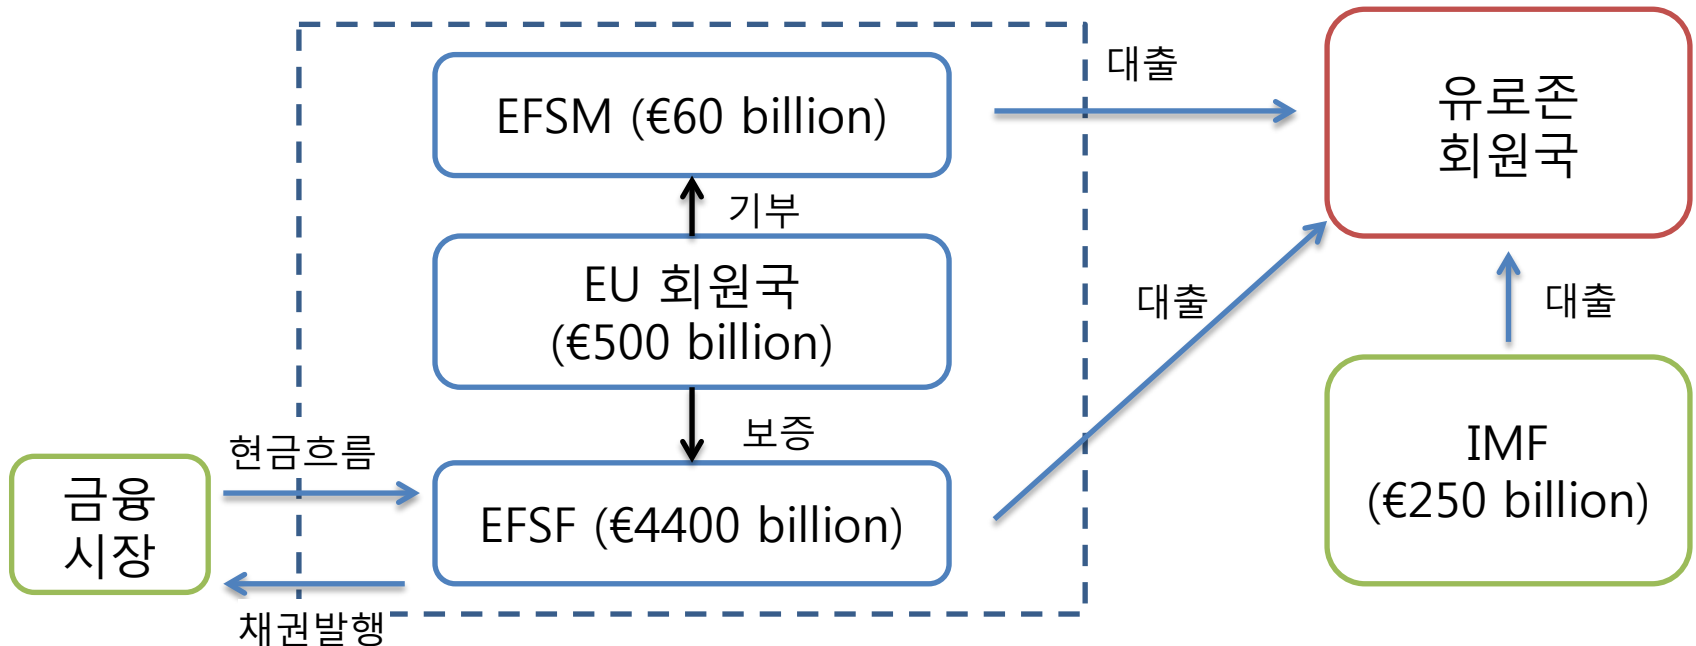 대출
EFSM (€60 billion)
유로존
회원국
기부
EU 회원국
(€500 billion)
대출
대출
보증
현금흐름
금융
시장
EFSF (€4400 billion)
IMF
(€250 billion)
채권발행